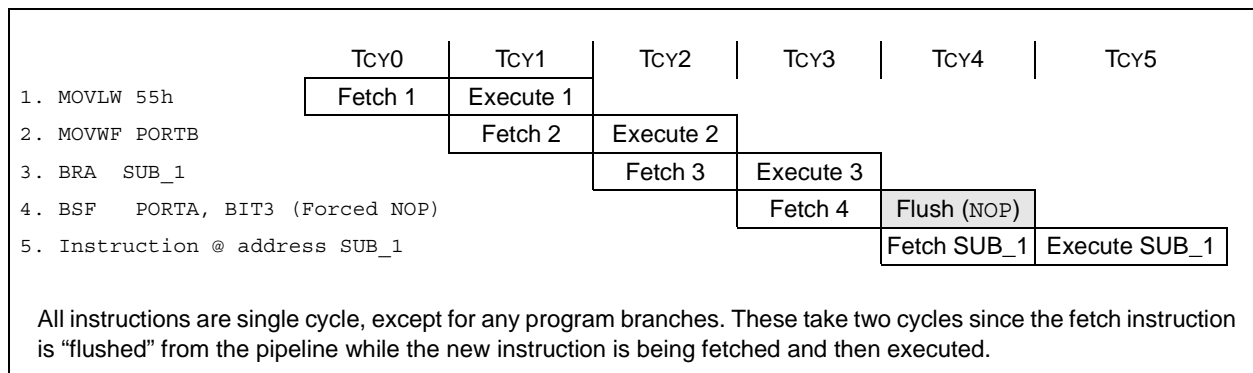 TCY0 TCY1 TCY2 TCY3 TCY4 TCY5
1. MOVLW 55h Fetch 1 Execute 1
2. MOVWF PORTB Fetch 2 Execute 2
3. BRA SUB_1 Fetch 3 Execute 3
4. BSF PORTA, BIT3 (Forced NOP) Fetch 4 Flush (NOP)
5. Instruction @ address SUB_1 Fetch SUB_1 Execute SUB_1
All instructions are single cycle, except for any program branches. These take two cycles since the fetch instruction
is “flushed” from the pipeline while the new instruction is being fetched and then executed.